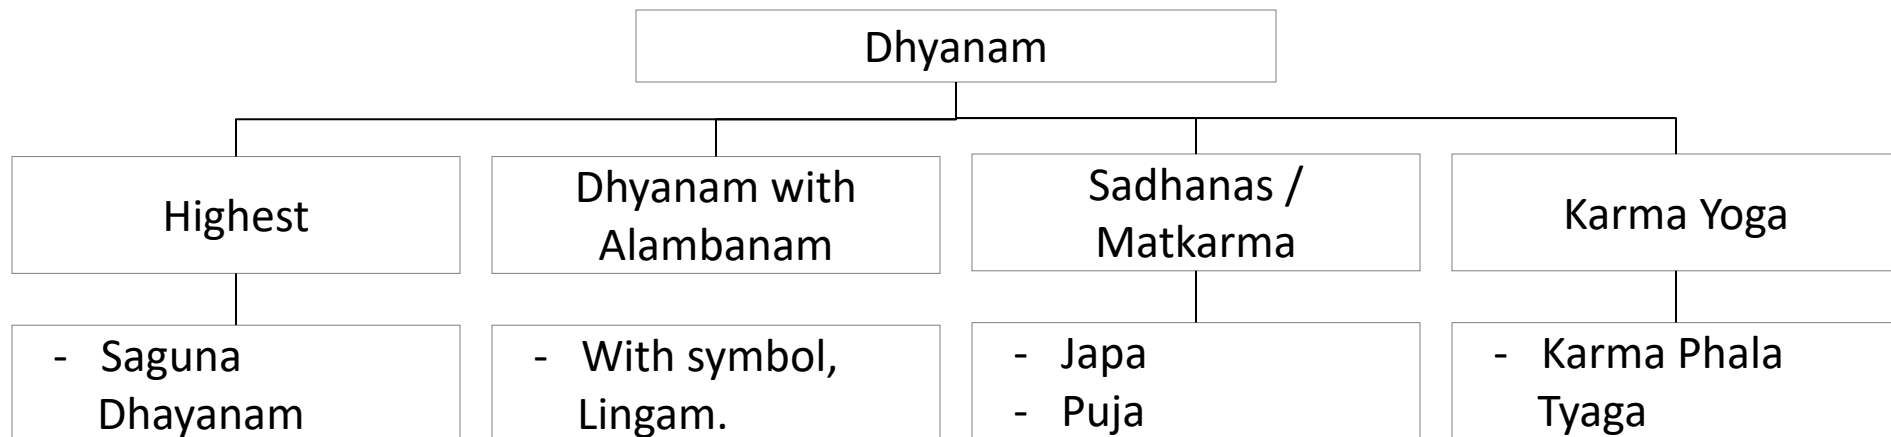 Dhyanam
Highest
Dhyanam with
Alambanam
Sadhanas /
Matkarma
Karma Yoga
- Saguna
Dhayanam
- With symbol,
Lingam.
- Japa
- Puja
- Karma Phala
Tyaga